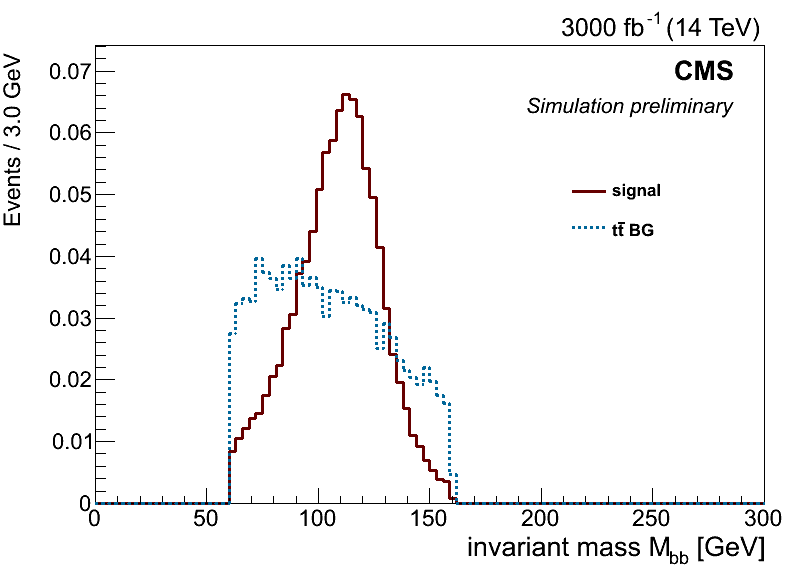 3000 fb⁻¹ (14 TeV)
CMS
Simulation preliminary
signal
tt̄ BG
Events / 3.0 GeV
0.07
0.06
0.05
0.04
0.03
0.02
0.01
0
0 50 100 150 200 250 300
invariant mass M_bb [GeV]